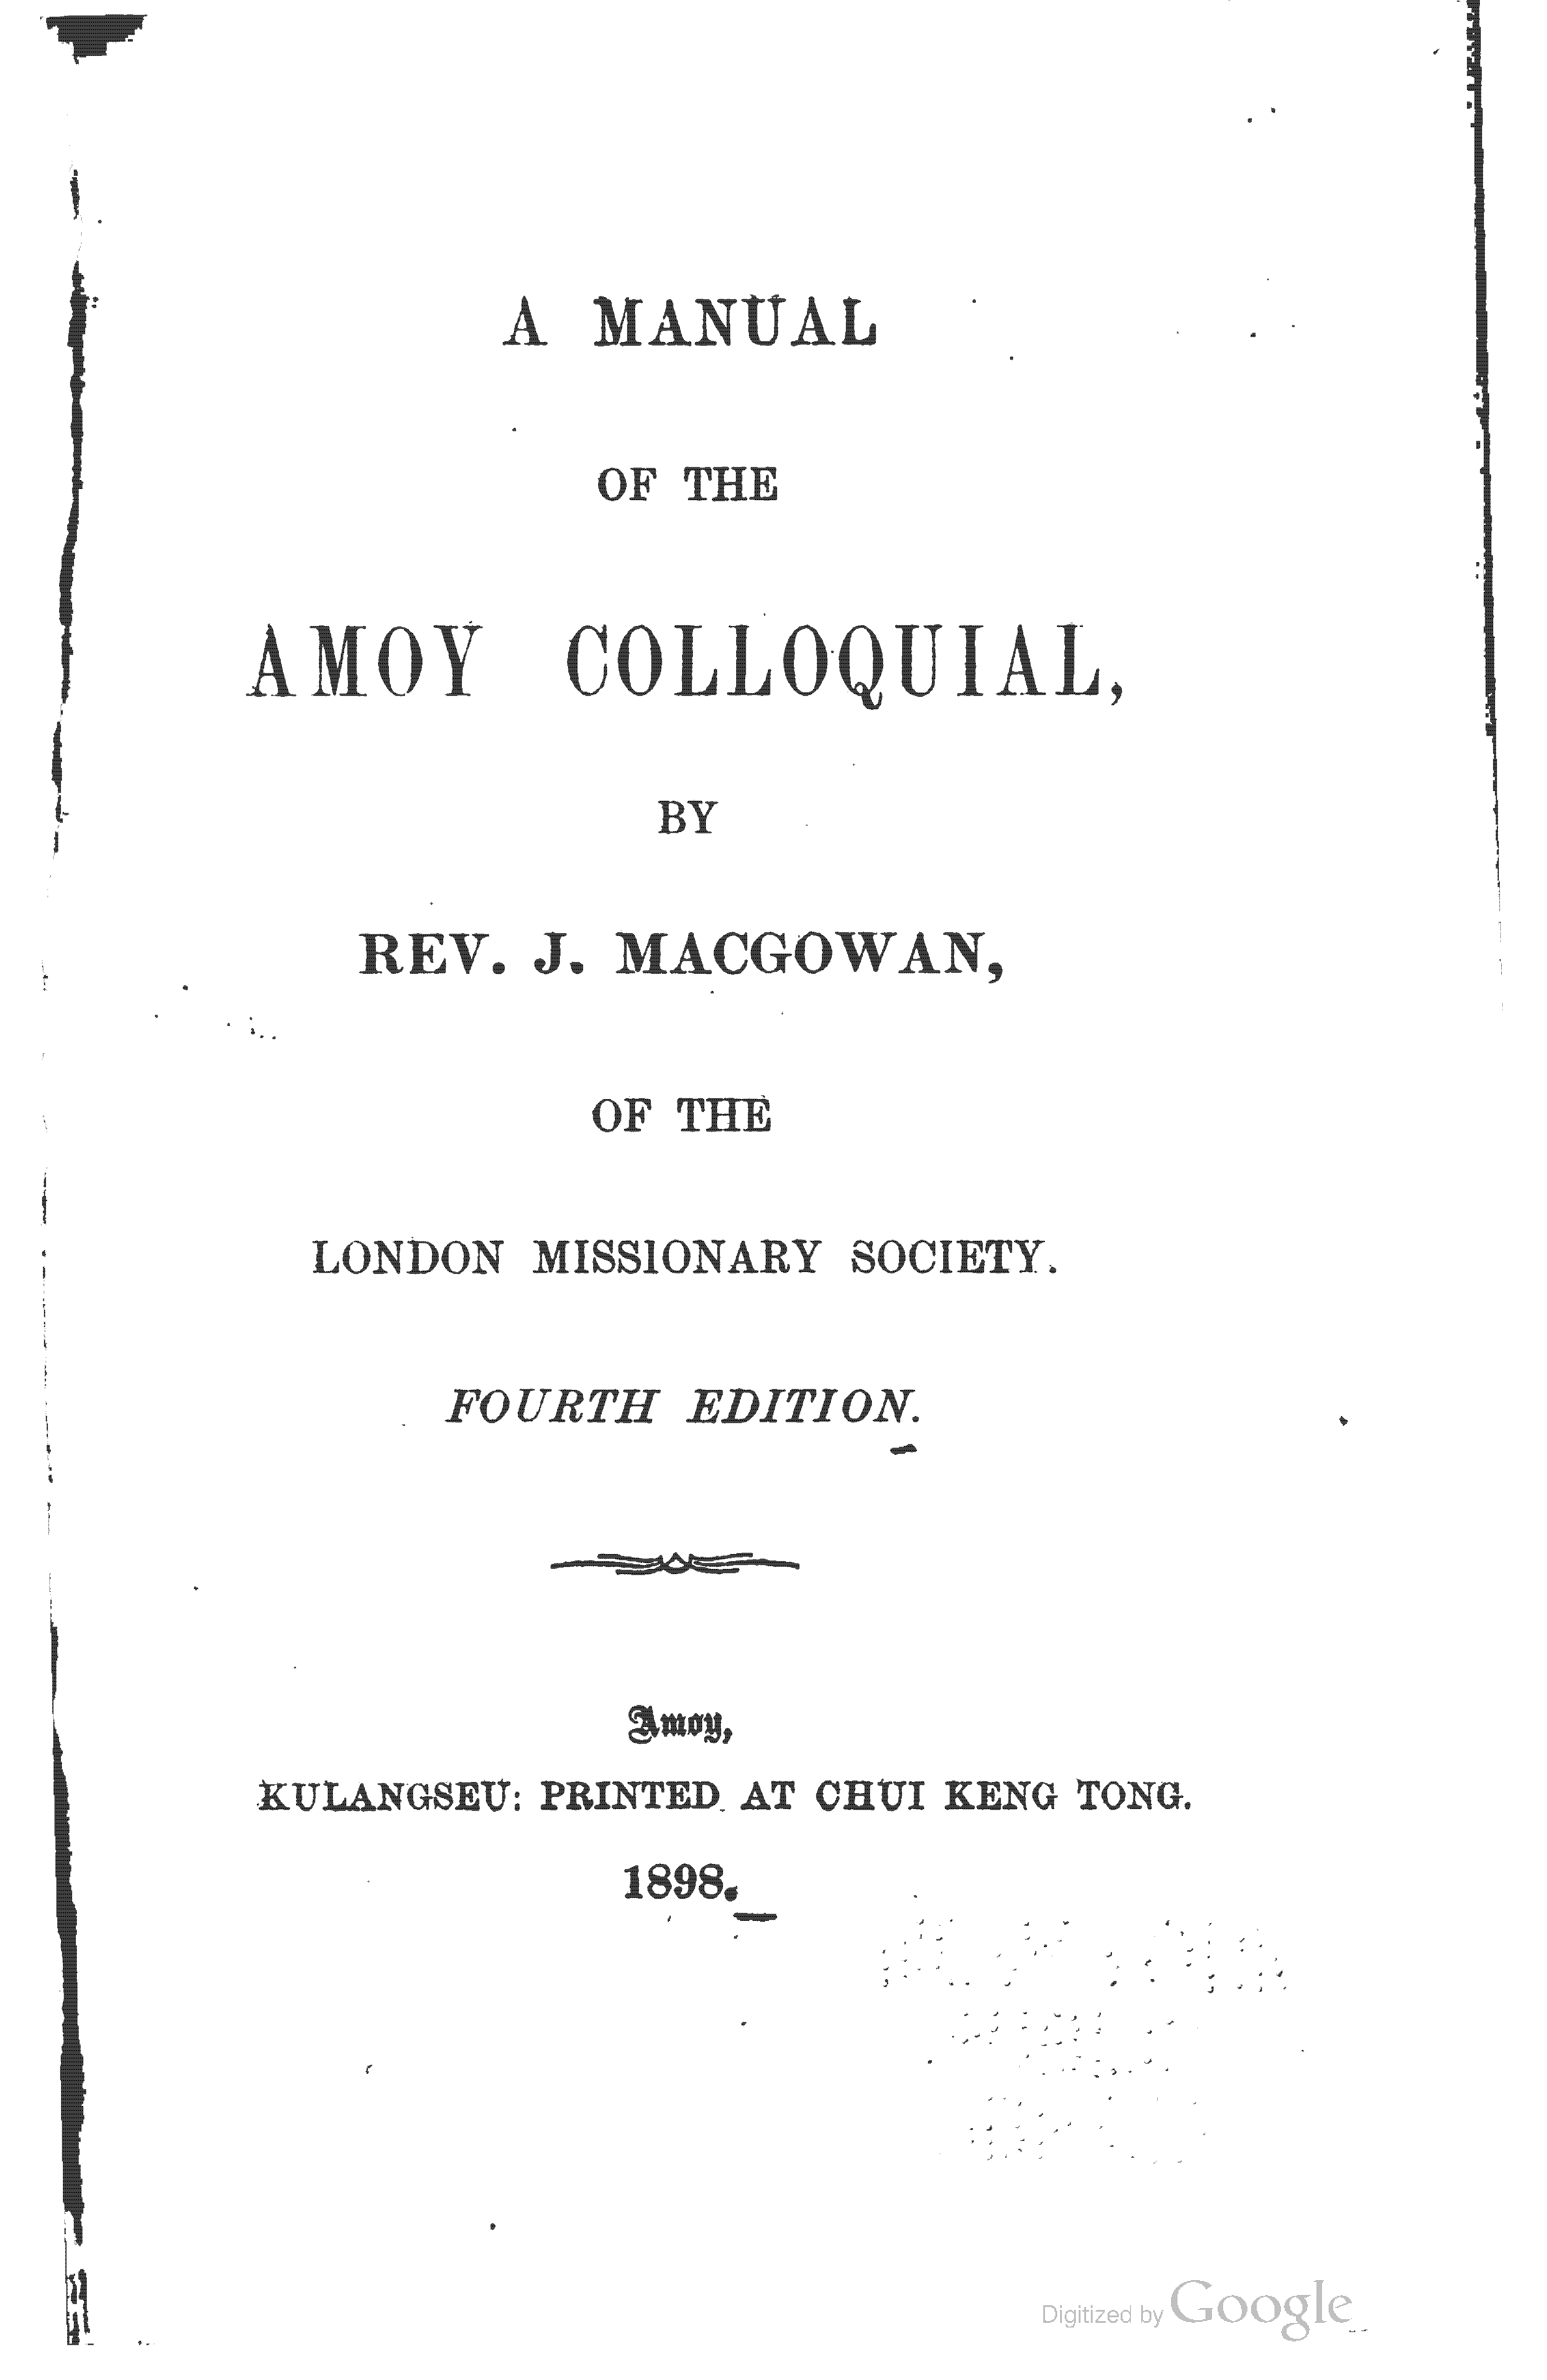 A MANUAL
OF THE
AMOY COLLOQUIAL,
BY
REV. J. MACGOWAN,
OF THE
LONDON MISSIONARY SOCIETY.
FOURTH EDITION.
Amoy,
KULANGSEU: PRINTED AT CHUI KENG TONG.
1898.
Digitized by Google